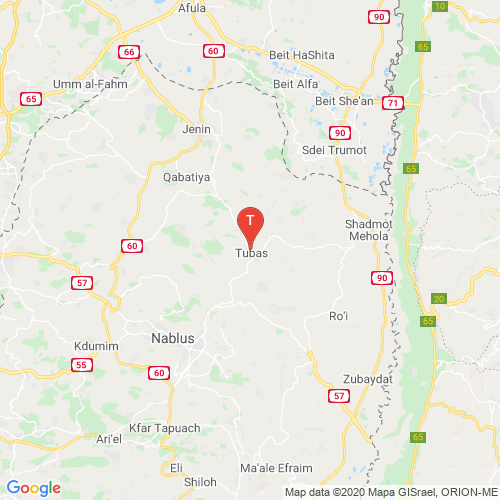 Afula
10
90
66
60
65
Beit HaShita
Umm al-Fahm
Beit Alfa
65
Beit She'an
71
Jenin
90
Sdei Trumot
65
Qabatiya
T
Shadmot
Mehola
60
Tubas
90
57
20
Ro'i
65
Nablus
Kdumim
55
60
Zubaydat
57
Kfar Tapuach
Ari'el
65
Eli
Ma'ale Efraim
Shiloh
Google
Map data ©2020 Mapa GISrael, ORION-ME